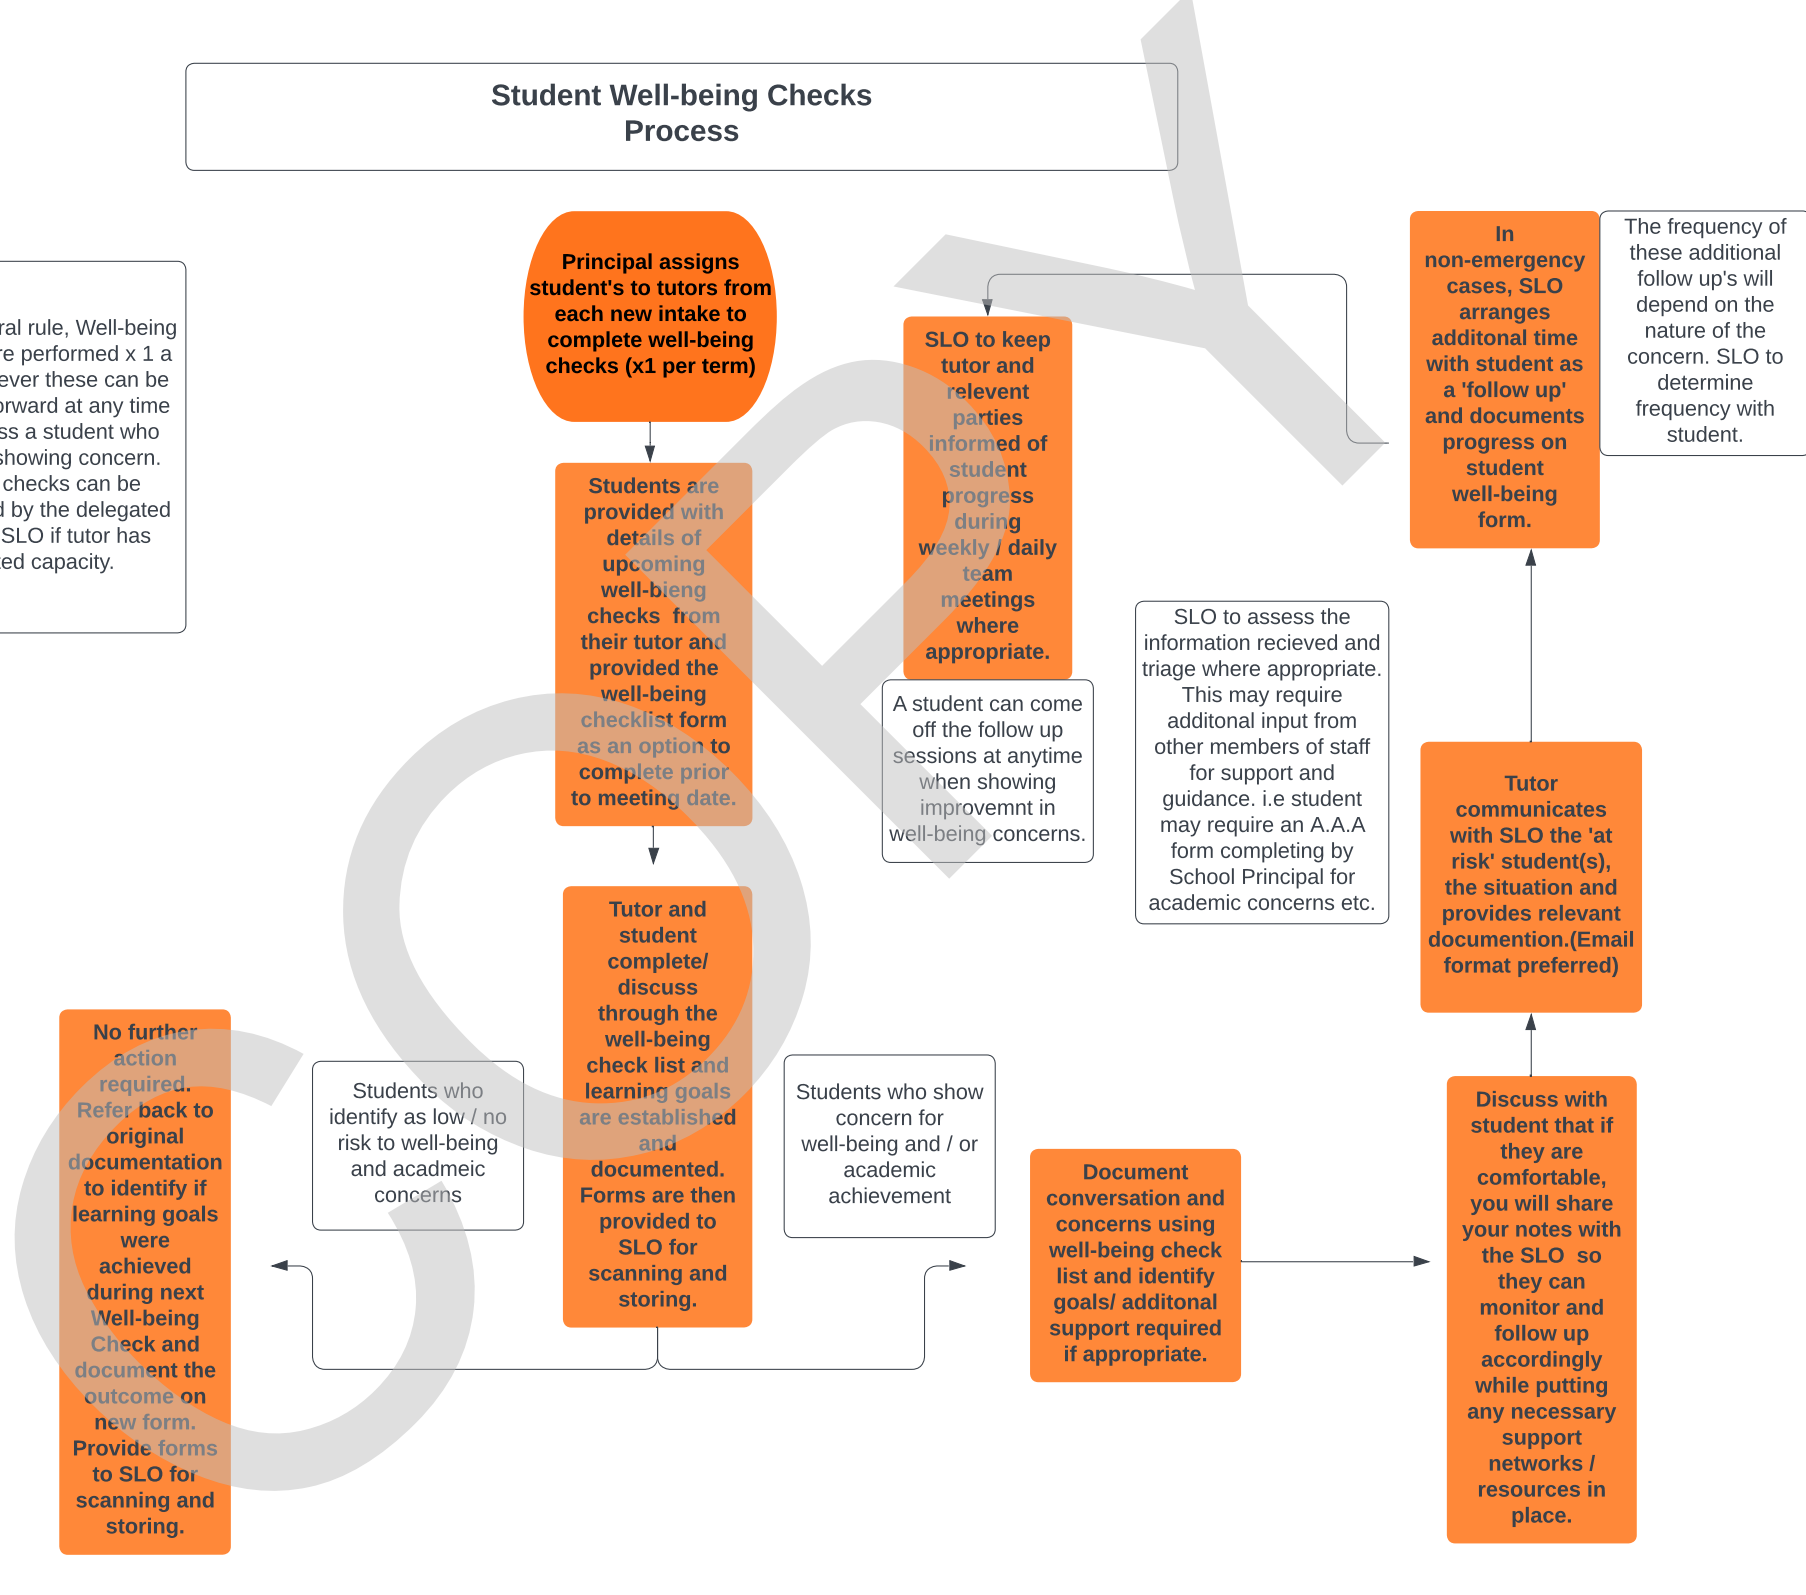 Student Well-being Checks
Process
ral rule, Well-being
re performed x 1 a
ever these can be
orward at any time
ss a student who
showing concern.
checks can be
d by the delegated
SLO if tutor has
ted capacity.
Principal assigns
student's to tutors from
each new intake to
complete well-being
checks (x1 per term)
Students are
provided with
details of
upcoming
well-bieng
checks  from
their tutor and
provided the
well-being
checklist form
as an option to
complete prior
to meeting date.
Tutor and
student
complete/
discuss
through the
well-being
check list and
learning goals
are established
and
documented.
Forms are then
provided to
SLO for
scanning and
storing.
Students who
identify as low / no
risk to well-being
and acadmeic
concerns
No further
action
required.
Refer back to
original
documentation
to identify if
learning goals
were
achieved
during next
Well-being
Check and
document the
outcome on
new form.
Provide forms
to SLO for
scanning and
storing.
Students who show
concern for
well-being and / or
academic
achievement
Document
conversation and
concerns using
well-being check
list and identify
goals/ additonal
support required
if appropriate.
Discuss with
student that if
they are
comfortable,
you will share
your notes with
the SLO  so
they can
monitor and
follow up
accordingly
while putting
any necessary
support
networks /
resources in
place.
Tutor
communicates
with SLO the 'at
risk' student(s),
the situation and
provides relevant
documention.(Email
format preferred)
SLO to assess the
information recieved and
triage where appropriate.
This may require
additonal input from
other members of staff
for support and
guidance. i.e student
may require an A.A.A
form completing by
School Principal for
academic concerns etc.
In
non-emergency
cases, SLO
arranges
additonal time
with student as
a 'follow up'
and documents
progress on
student
well-being
form.
The frequency of
these additional
follow up's will
depend on the
nature of the
concern. SLO to
determine
frequency with
student.
SLO to keep
tutor and
relevent
parties
informed of
student
progress
during
weekly / daily
team
meetings
where
appropriate.
A student can come
off the follow up
sessions at anytime
when showing
improvemnt in
well-being concerns.
COPY